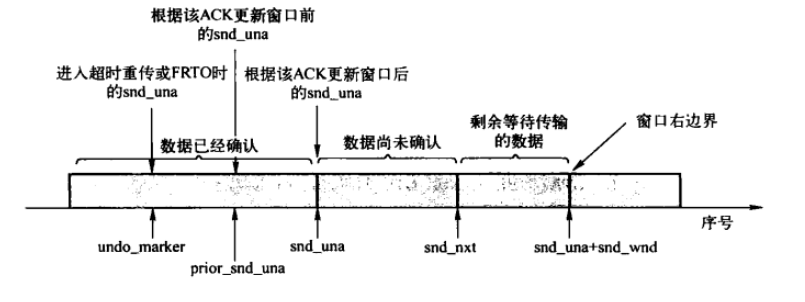 根据该ACK更新窗口前
的snd_una
进入超时重传或FRTO时
的snd_una
根据该ACK更新窗口后
的snd_una
剩余等待传输
的数据
窗口右边界
数据已经确认
数据尚未确认
序号
undo_marker
prior_snd_una
snd_una
snd_nxt
snd_una+snd_wnd